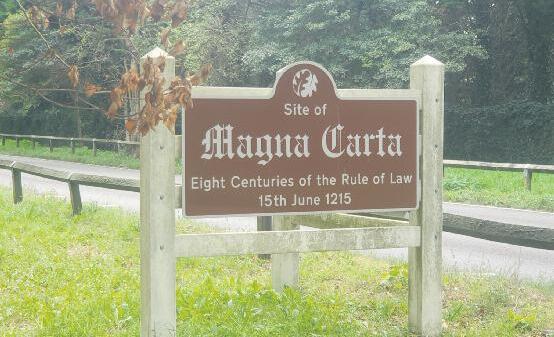 Site of
Magna Carta
Eight Centuries of the Rule of Law
15th June 1215